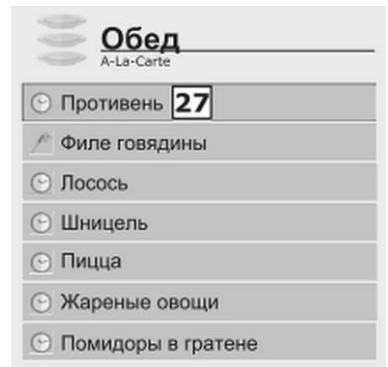 Обед
A-La-Carte
Противень 27
Филе говядины
Лосось
Шницель
Пицца
Жареные овощи
Помидоры в гратене